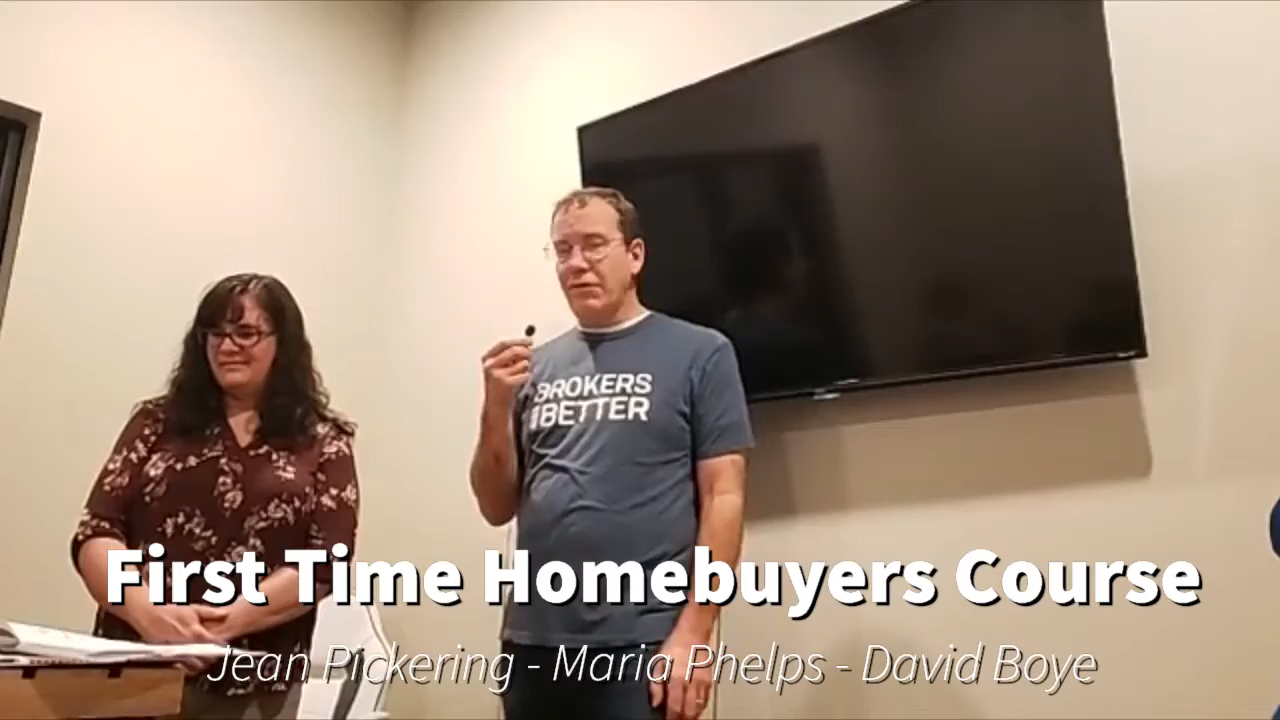 BROKERS
BETTER
First Time Homebuyers Course
Jean Pickering - Maria Phelps - David Boye